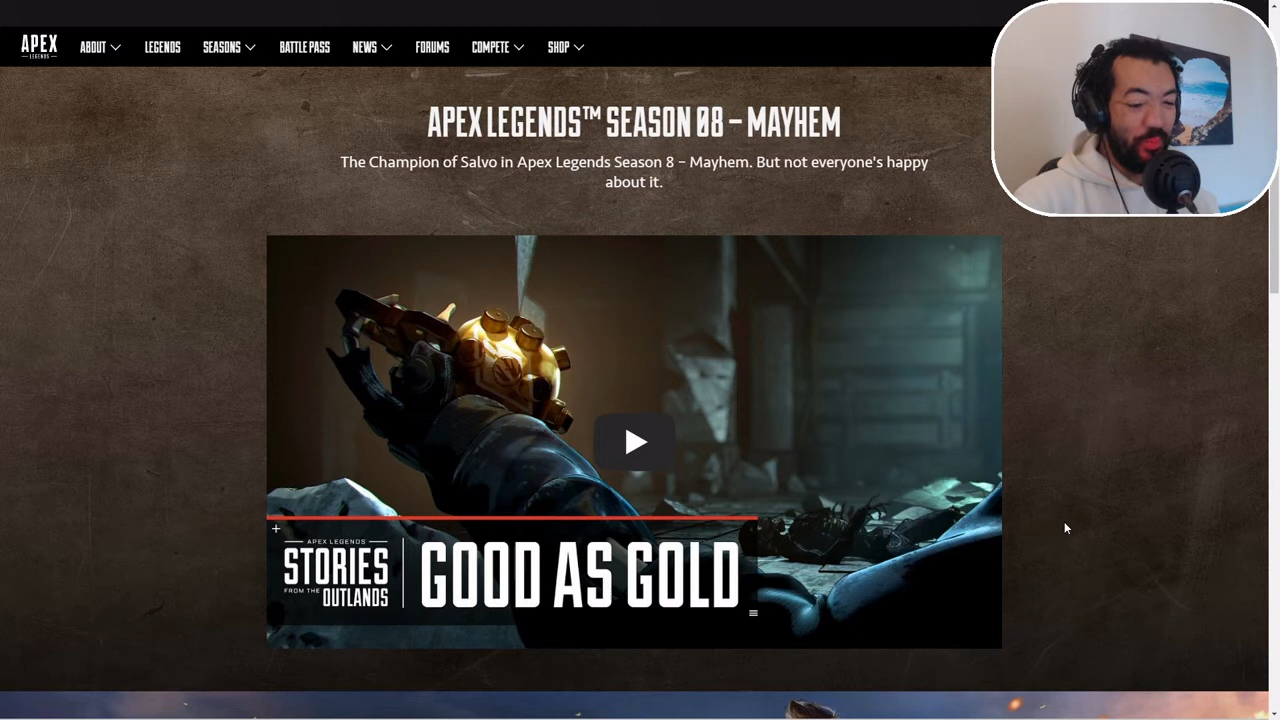 APEX
LEGENDS
ABOUT
LEGENDS
SEASONS
BATTLE PASS
NEWS
FORUMS
COMPETE
SHOP
APEX LEGENDS™ SEASON 08 – MAYHEM
The Champion of Salvo in Apex Legends Season 8 – Mayhem. But not everyone's happy
about it.
APEX LEGENDS
STORIES
FROM THE OUTLANDS
GOOD AS GOLD